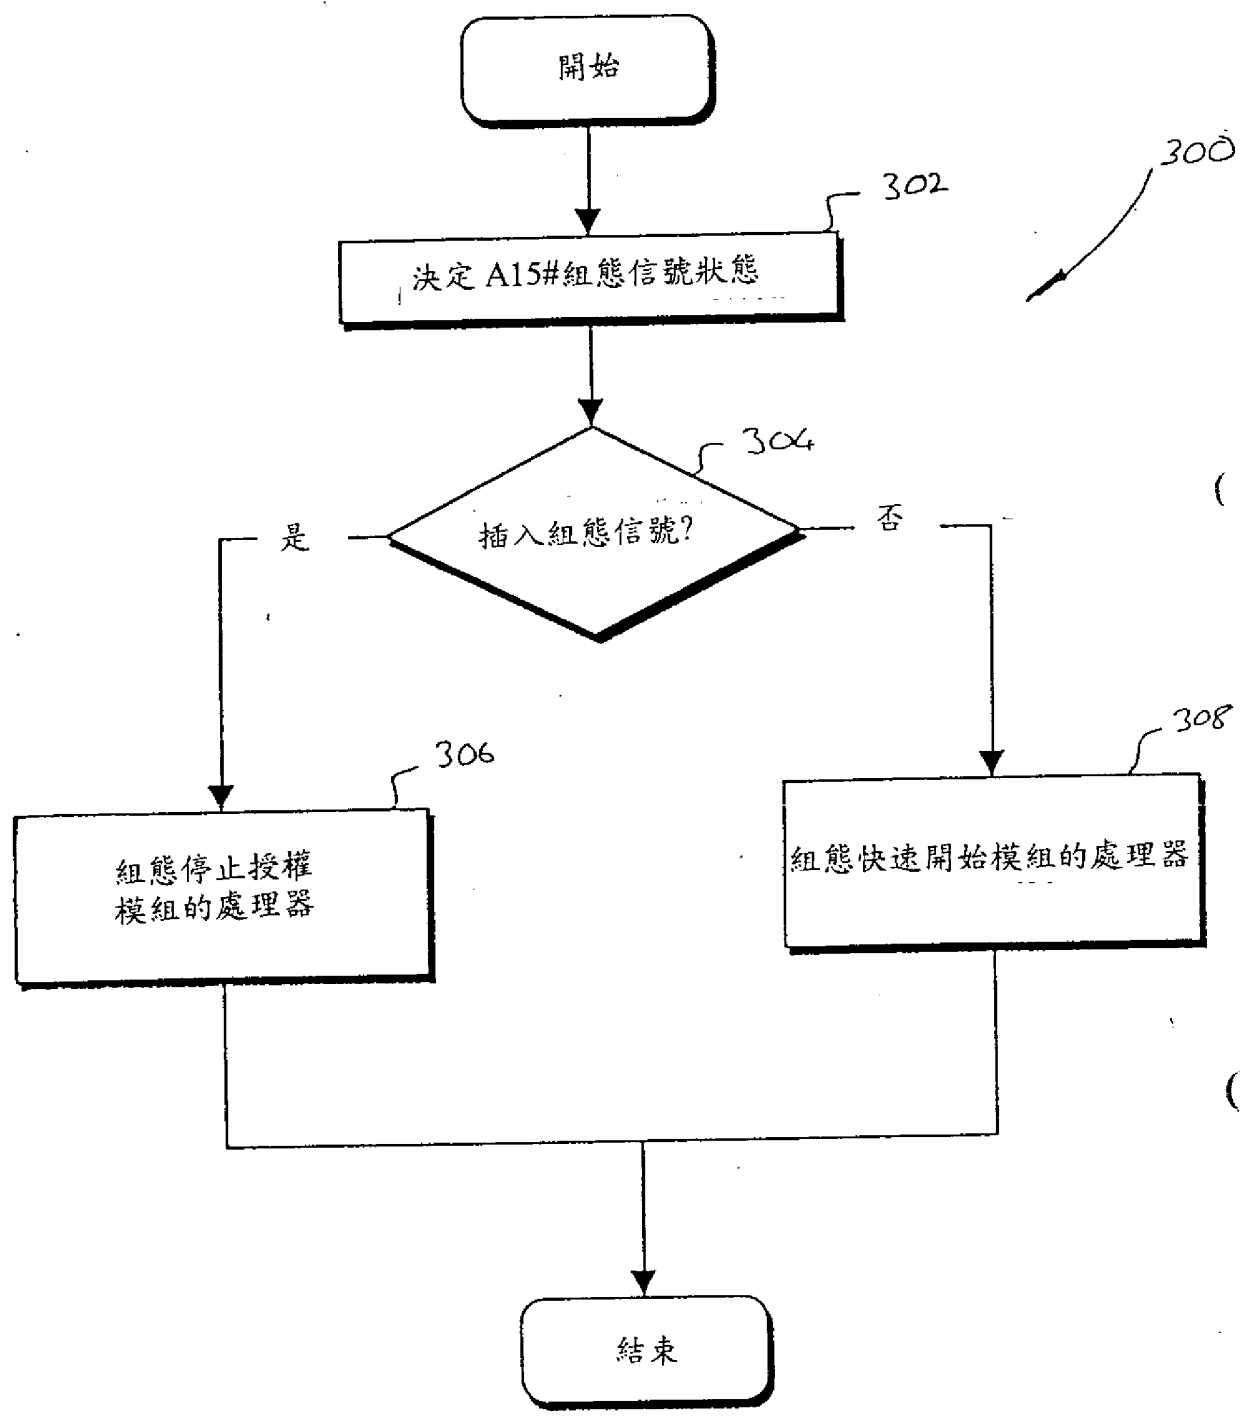 開始
300
302
決定 A15#組態信號狀態
304
插入組態信號?
是
否
306
308
組態停止授權
模組的處理器
組態快速開始模組的處理器
結束